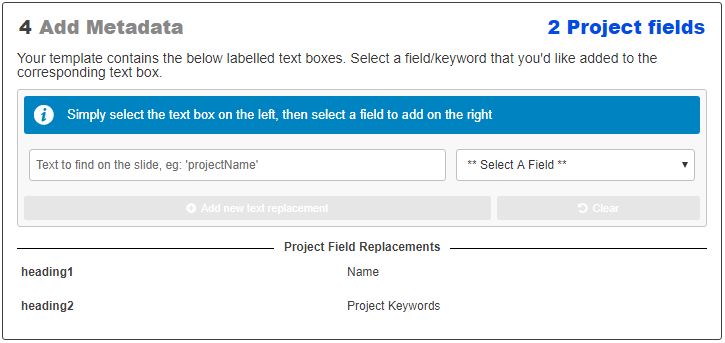 4 Add Metadata
2 Project fields
Your template contains the below labelled text boxes. Select a field/keyword that you'd like added to the
corresponding text box.
Simply select the text box on the left, then select a field to add on the right
Text to find on the slide, eg: 'projectName'
** Select A Field **
Add new text replacement
Clear
Project Field Replacements
heading1 Name
heading2 Project Keywords